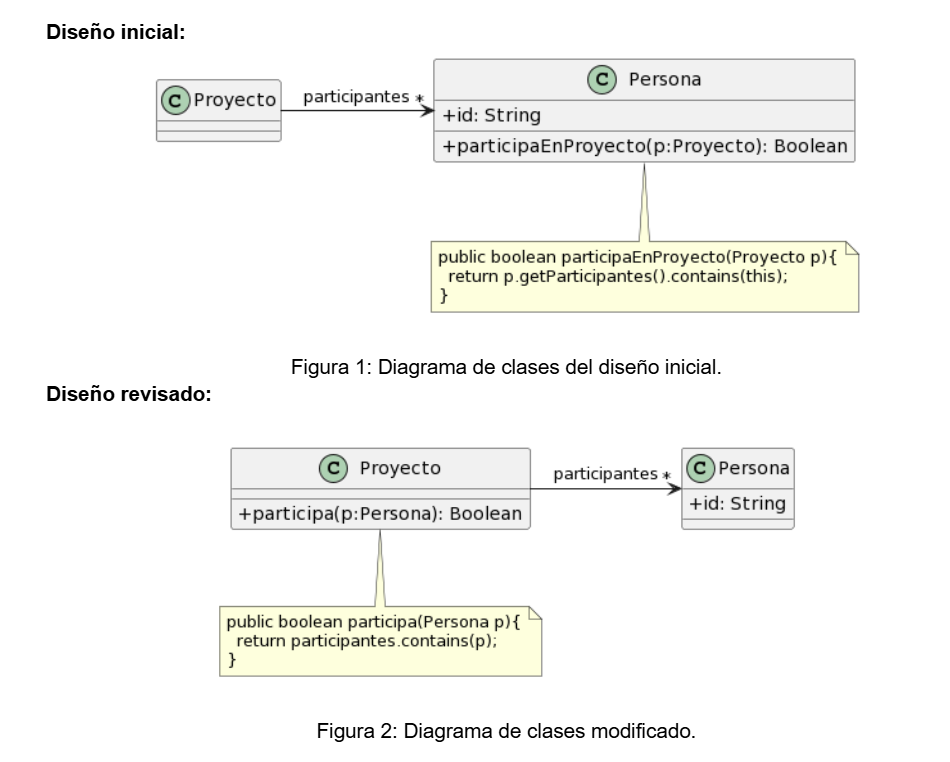 Diseño inicial:
C Proyecto
participantes *
C Persona
+id: String
+participaEnProyecto(p:Proyecto): Boolean
public boolean participaEnProyecto(Proyecto p){
return p.getParticipantes().contains(this);
}
Figura 1: Diagrama de clases del diseño inicial.
Diseño revisado:
C Proyecto
+participa(p:Persona): Boolean
participantes *
C Persona
+id: String
public boolean participa(Persona p){
return participantes.contains(p);
}
Figura 2: Diagrama de clases modificado.